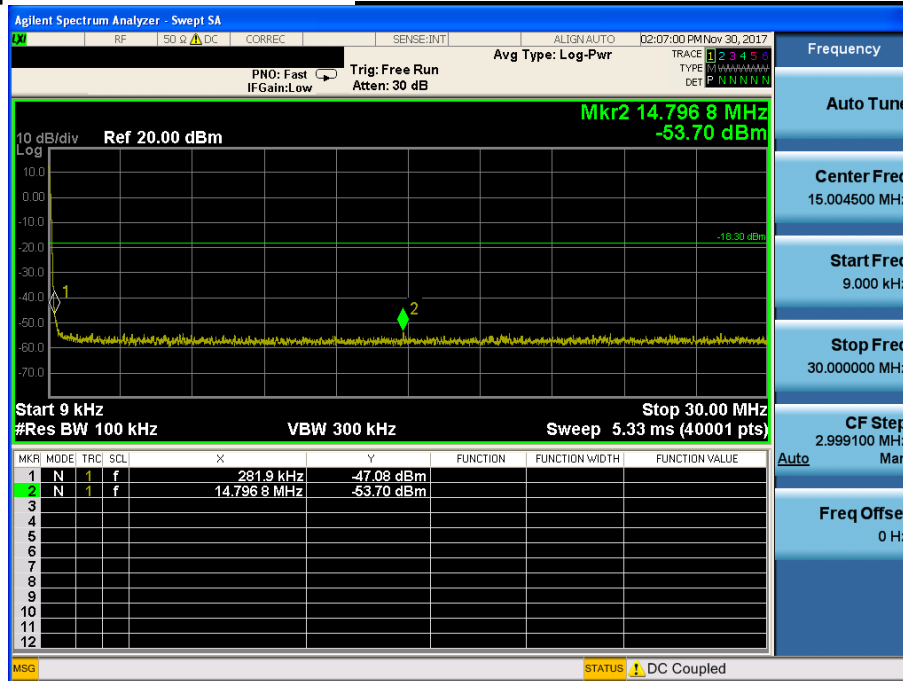 Agilent Spectrum Analyzer - Swept SA
LXI RF 50 Ω DC CORREC SENSE:INT ALIGN AUTO 02:07:00 PM Nov 30, 2017
PNO: Fast Trig: Free Run Avg Type: Log-Pwr TRACE 1 2 3 4 5 6
IFGain:Low Atten: 30 dB TYPE MWWWWW
DET P N N N N N
Mkr2 14.796 8 MHz
-53.70 dBm
10 dB/div Ref 20.00 dBm
Log
10.0
0.00
-10.0
-18.30 dBm
-20.0
-30.0
-40.0
1
2
-50.0
-60.0
-70.0
Start 9 kHz Stop 30.00 MHz
#Res BW 100 kHz VBW 300 kHz Sweep 5.33 ms (40001 pts)
MKR MODE TRC SCL X Y FUNCTION FUNCTION WIDTH FUNCTION VALUE
1 N 1 f 281.9 kHz -47.08 dBm
2 N 1 f 14.796 8 MHz -53.70 dBm
3
4
5
6
7
8
9
10
11
12
MSG STATUS DC Coupled
Frequency
Auto Tune
Center Freq
15.004500 MHz
Start Freq
9.000 kHz
Stop Freq
30.000000 MHz
CF Step
2.999100 MHz
Auto Man
Freq Offse
0 Hz